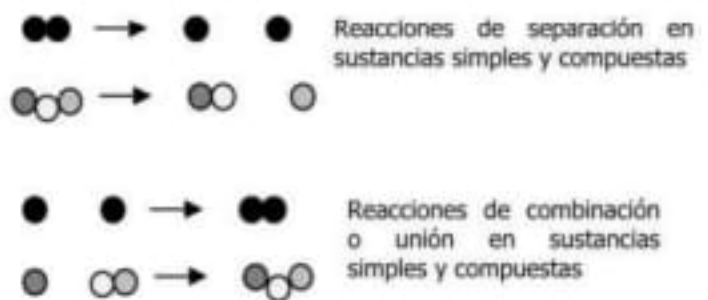 Reacciones de separación en
sustancias simples y compuestas
Reacciones de combinación
o unión en sustancias
simples y compuestas